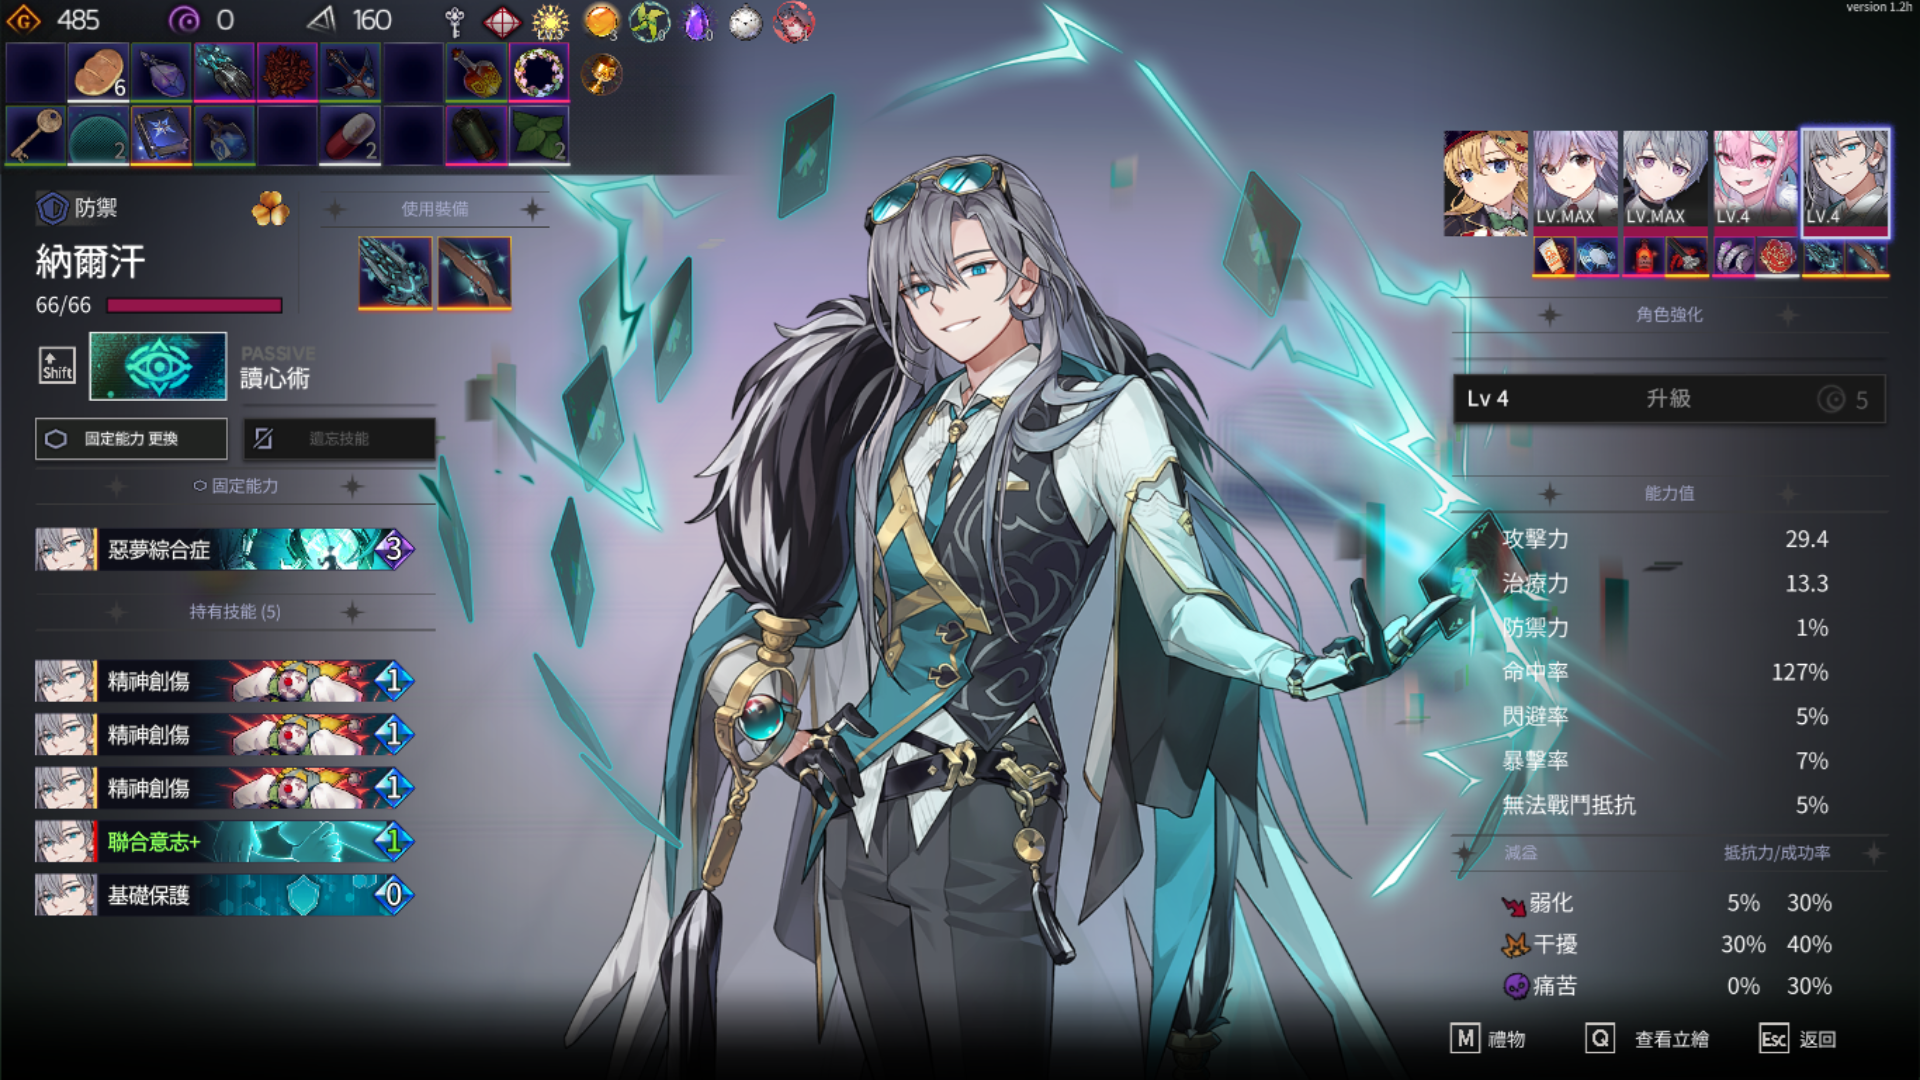 485
0
160
LV.3
3
0
0
1
version 1.2h
6
2
2
2
防禦
使用裝備
納爾汗
66/66
Shift
PASSIVE
讀心術
固定能力 更換
遺忘技能
固定能力
惡夢綜合症
3
持有技能 (5)
精神創傷
1
精神創傷
1
精神創傷
1
聯合意志+
1
基礎保護
0
LV.MAX
LV.MAX
LV.4
LV.4
角色強化
Lv 4
升級
5
能力值
攻擊力
29.4
治療力
13.3
防禦力
1%
命中率
127%
閃避率
5%
暴擊率
7%
無法戰鬥抵抗
5%
減益
抵抗力/成功率
弱化
5%
30%
干擾
30%
40%
痛苦
0%
30%
M 禮物
Q 查看立繪
Esc 返回